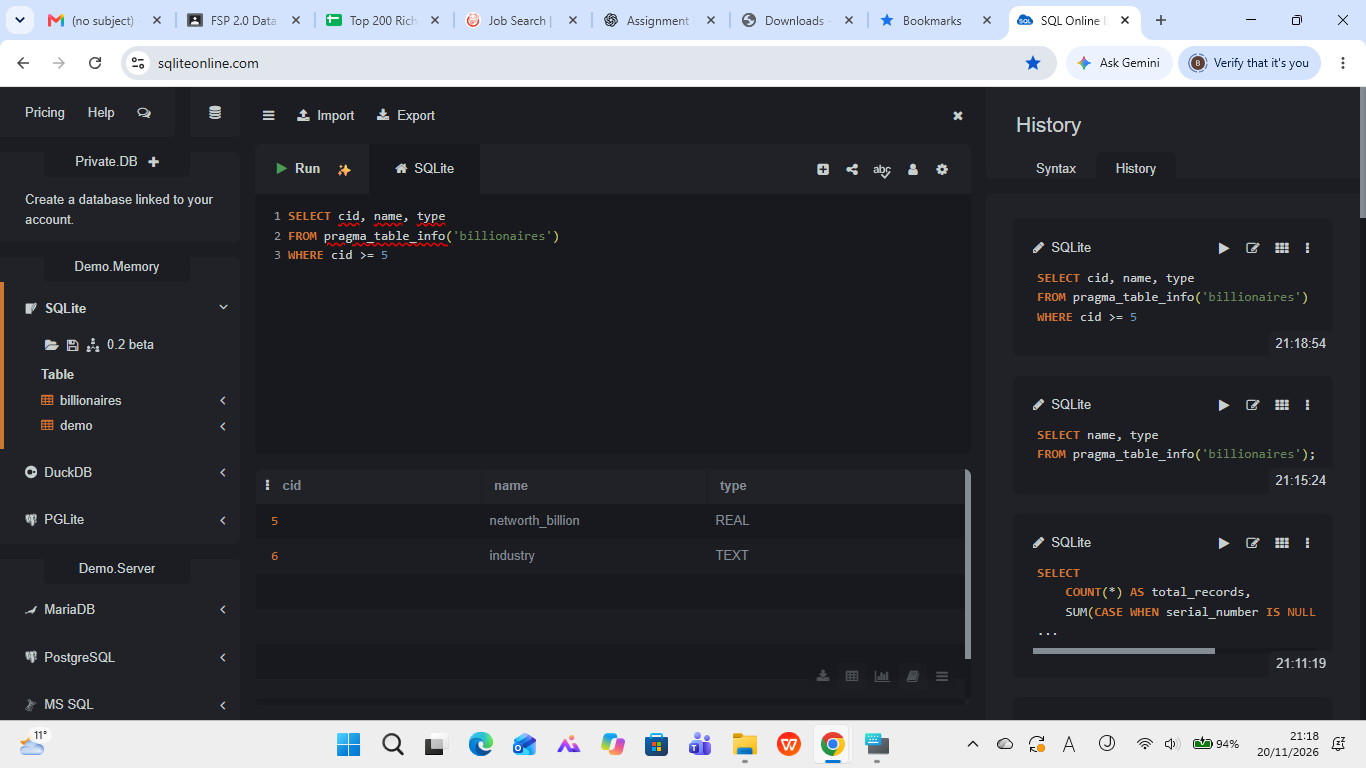 (no subject)
FSP 2.0 Data
Top 200 Rich
Job Search |
Assignment
Downloads
Bookmarks
SQL Online
sqliteonline.com
Ask Gemini
B
Verify that it's you
Pricing
Help
Import
Export
History
Private.DB
Run
SQLite
abc
Syntax
History
Create a database linked to your
account.
1 SELECT cid, name, type
2 FROM pragma_table_info('billionaires')
3 WHERE cid >= 5
Demo.Memory
SQLite
0.2 beta
Table
billionaires
demo
DuckDB
PGLite
Demo.Server
MariaDB
PostgreSQL
MS SQL
cid name type
5 networth_billion REAL
6 industry TEXT
SQLite
SELECT cid, name, type
FROM pragma_table_info('billionaires')
WHERE cid >= 5
21:18:54
SQLite
SELECT name, type
FROM pragma_table_info('billionaires');
21:15:24
SQLite
SELECT
COUNT(*) AS total_records,
SUM(CASE WHEN serial_number IS NULL
...
21:11:19
11°
94%
21:18
20/11/2026